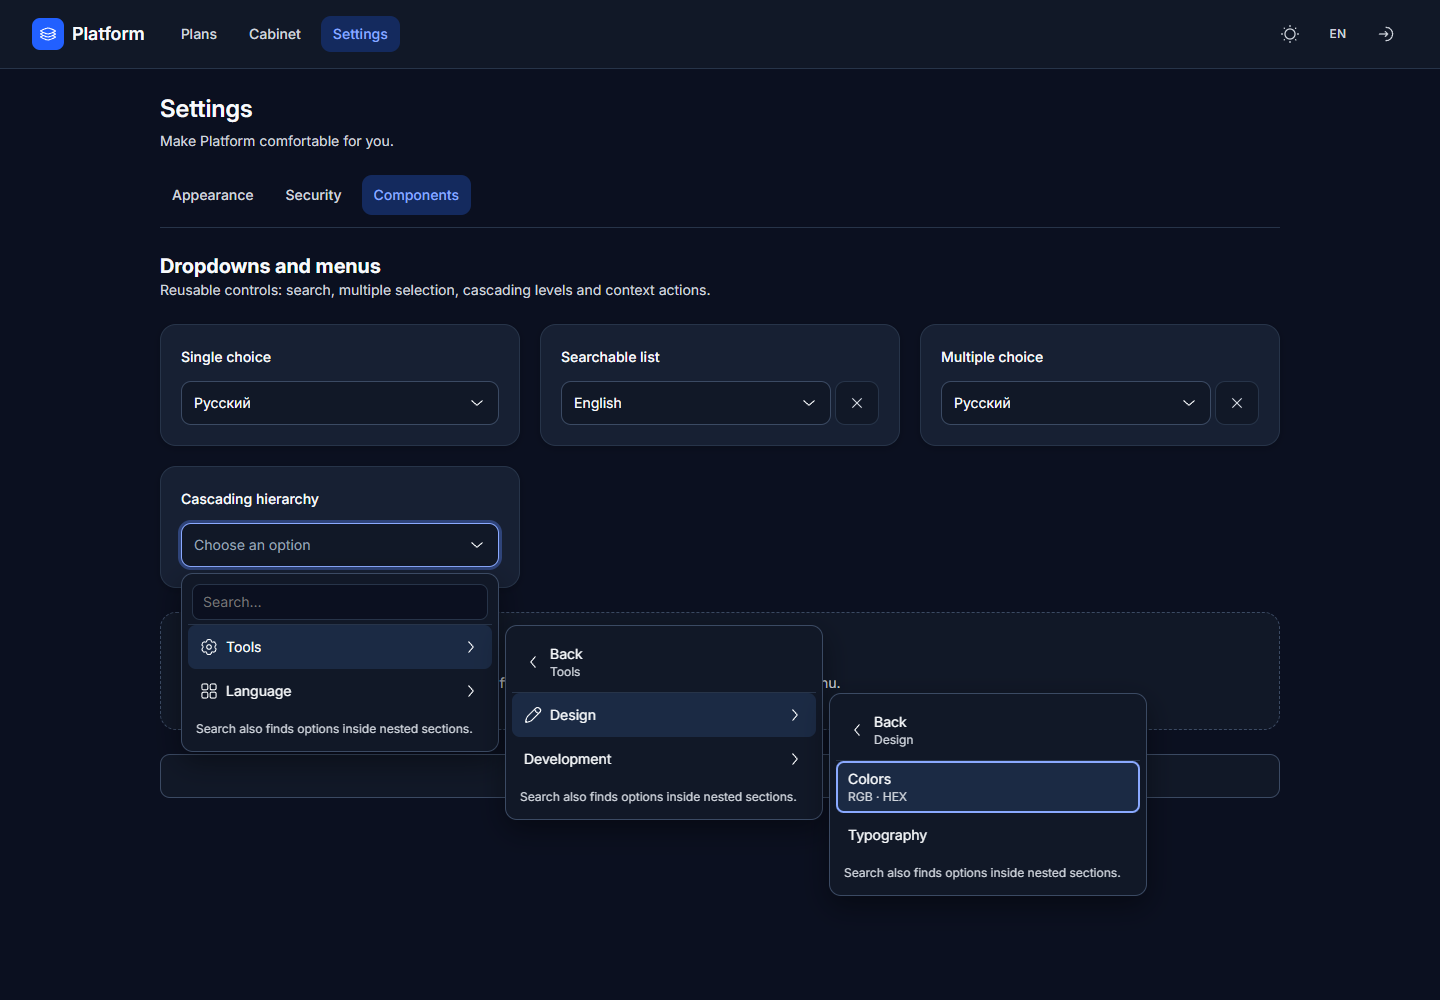 Platform
Plans
Cabinet
Settings
EN
Settings
Make Platform comfortable for you.
Appearance
Security
Components
Dropdowns and menus
Reusable controls: search, multiple selection, cascading levels and context actions.
Single choice
Русский
Searchable list
English
Multiple choice
Русский
Cascading hierarchy
Choose an option
Search...
Tools
Language
Search also finds options inside nested sections.
Back
Tools
Design
Development
Search also finds options inside nested sections.
Back
Design
Colors
RGB · HEX
Typography
Search also finds options inside nested sections.